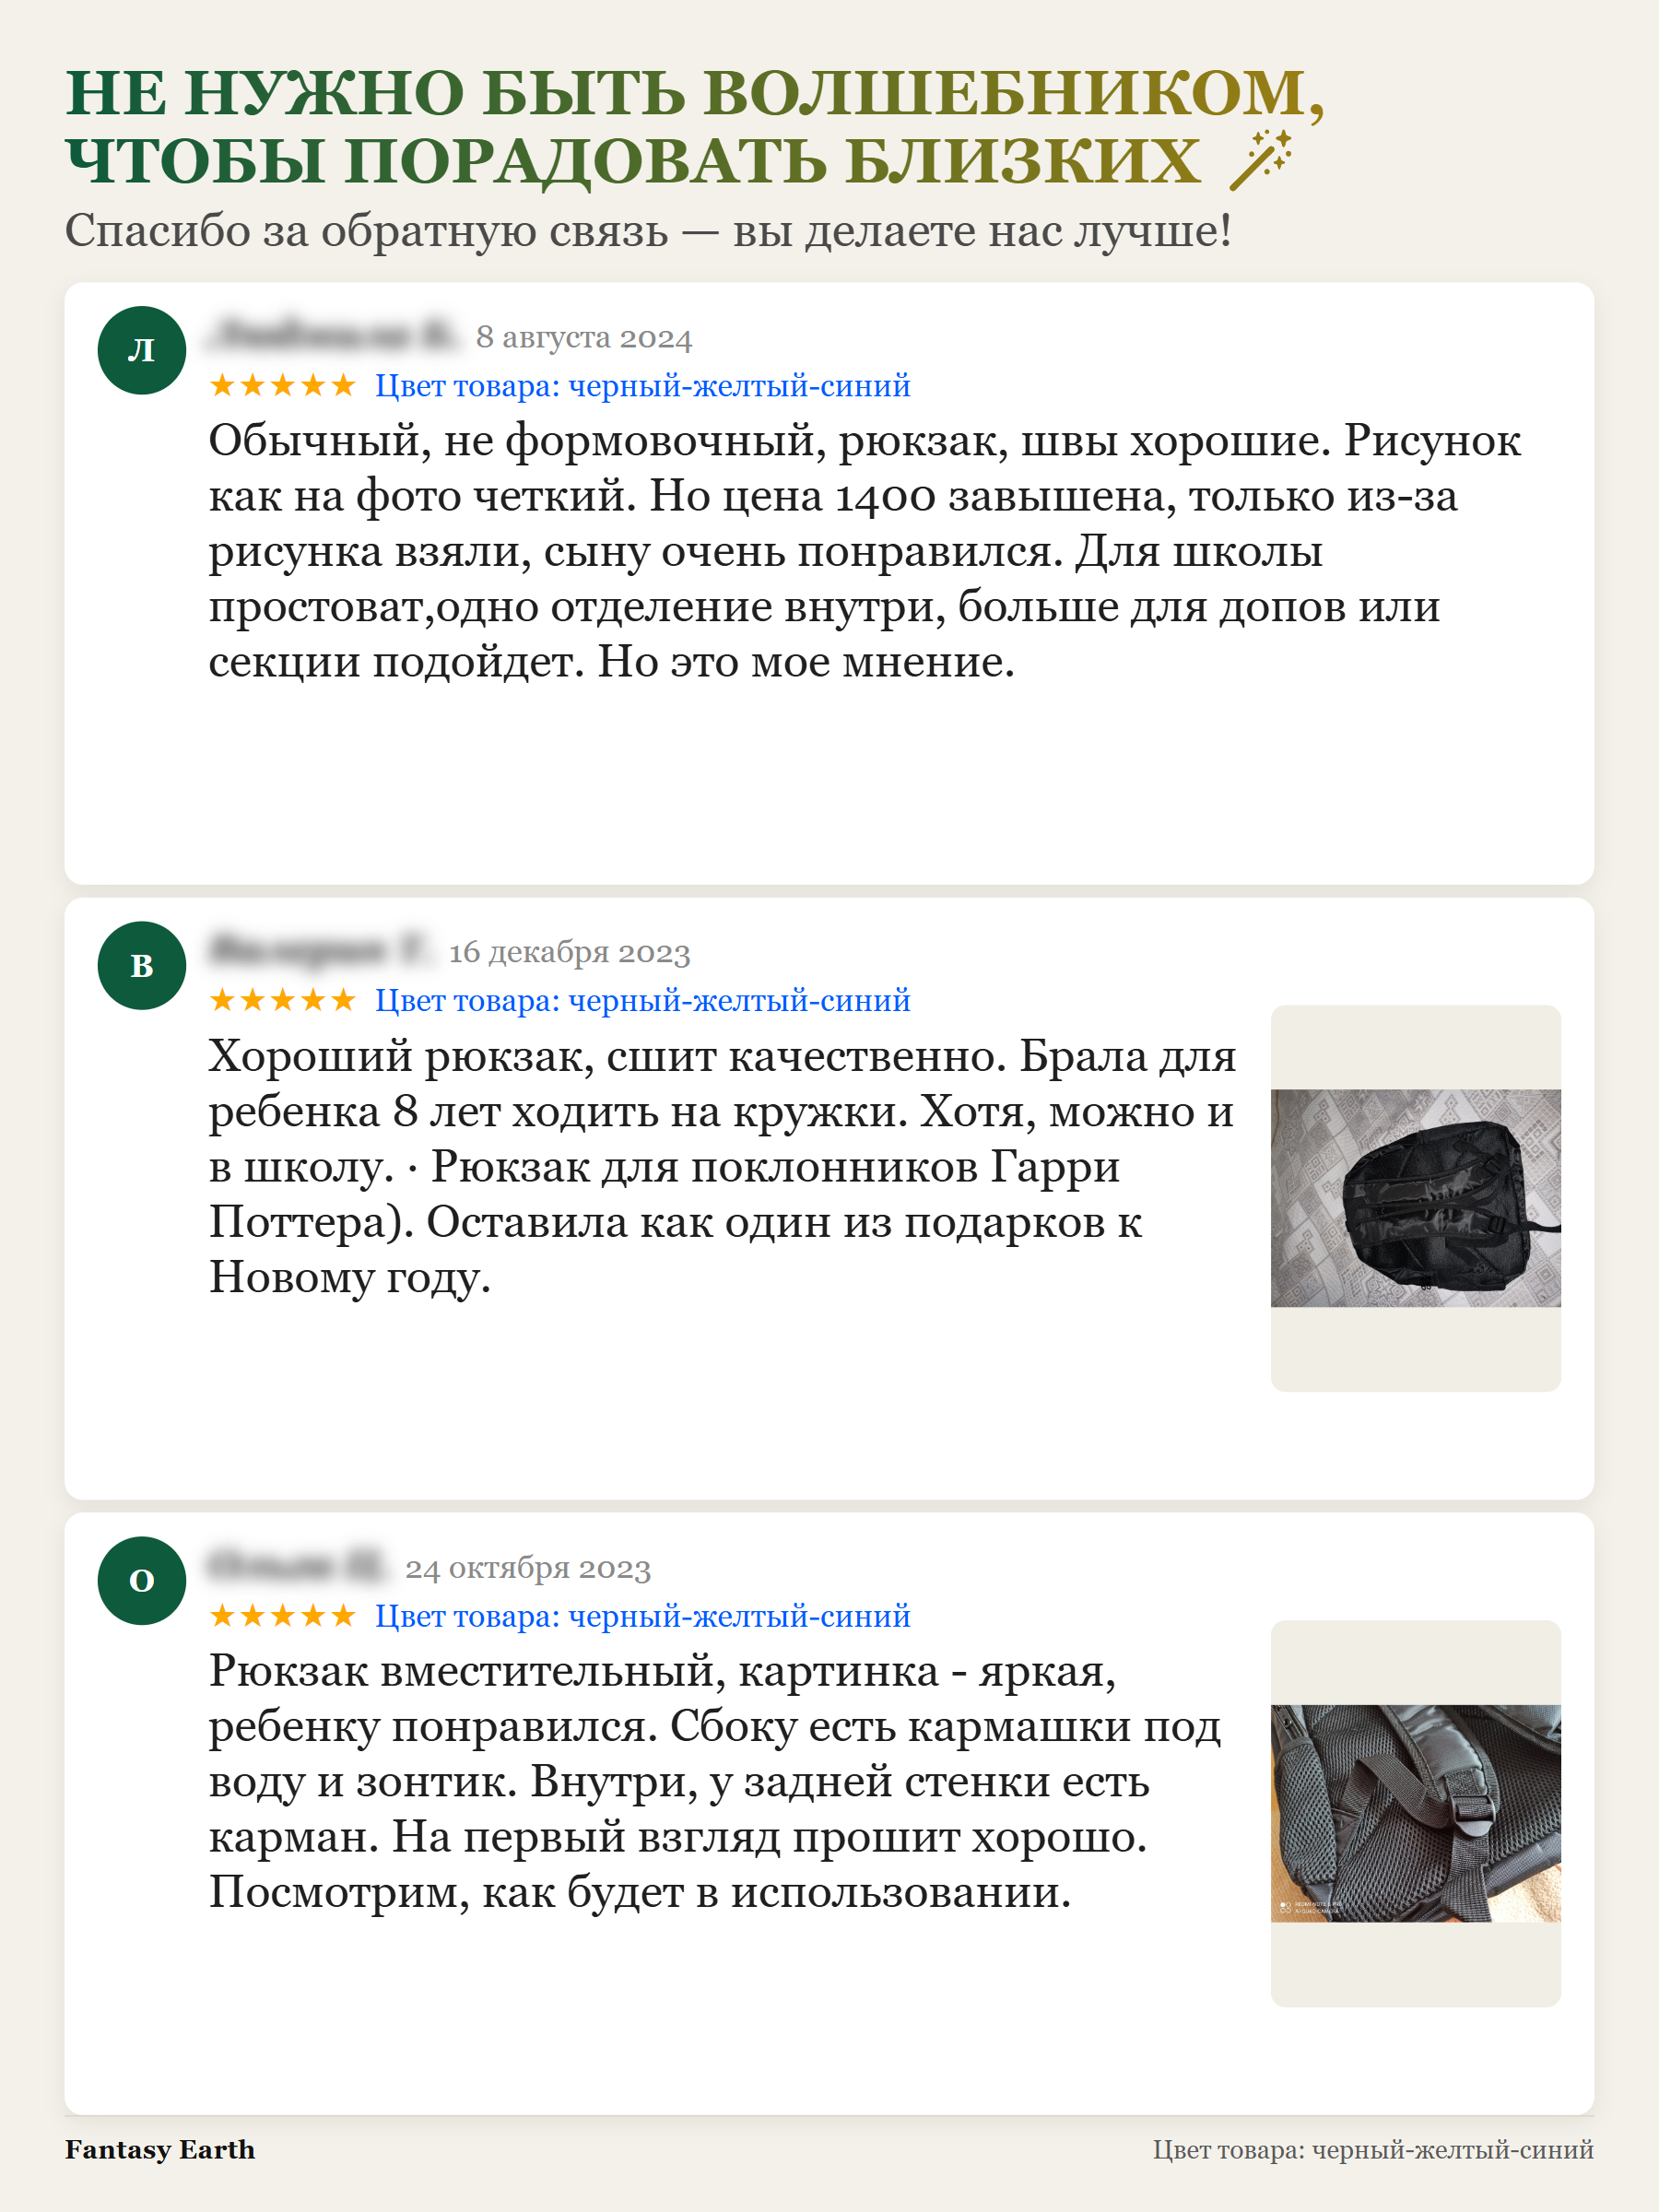 НЕ НУЖНО БЫТЬ ВОЛШЕБНИКОМ,
ЧТОБЫ ПОРАДОВАТЬ БЛИЗКИХ
Спасибо за обратную связь — вы делаете нас лучше!
Л
8 августа 2024
★★★★★ Цвет товара: черный-желтый-синий
Обычный, не формовочный, рюкзак, швы хорошие. Рисунок
как на фото четкий. Но цена 1400 завышена, только из-за
рисунка взяли, сыну очень понравился. Для школы
простоват,одно отделение внутри, больше для допов или
секции подойдет. Но это мое мнение.
В
16 декабря 2023
★★★★★ Цвет товара: черный-желтый-синий
Хороший рюкзак, сшит качественно. Брала для
ребенка 8 лет ходить на кружки. Хотя, можно и
в школу. · Рюкзак для поклонников Гарри
Поттера). Оставила как один из подарков к
Новому году.
О
24 октября 2023
★★★★★ Цвет товара: черный-желтый-синий
Рюкзак вместительный, картинка - яркая,
ребенку понравился. Сбоку есть кармашки под
воду и зонтик. Внутри, у задней стенки есть
карман. На первый взгляд прошит хорошо.
Посмотрим, как будет в использовании.
Fantasy Earth
Цвет товара: черный-желтый-синий